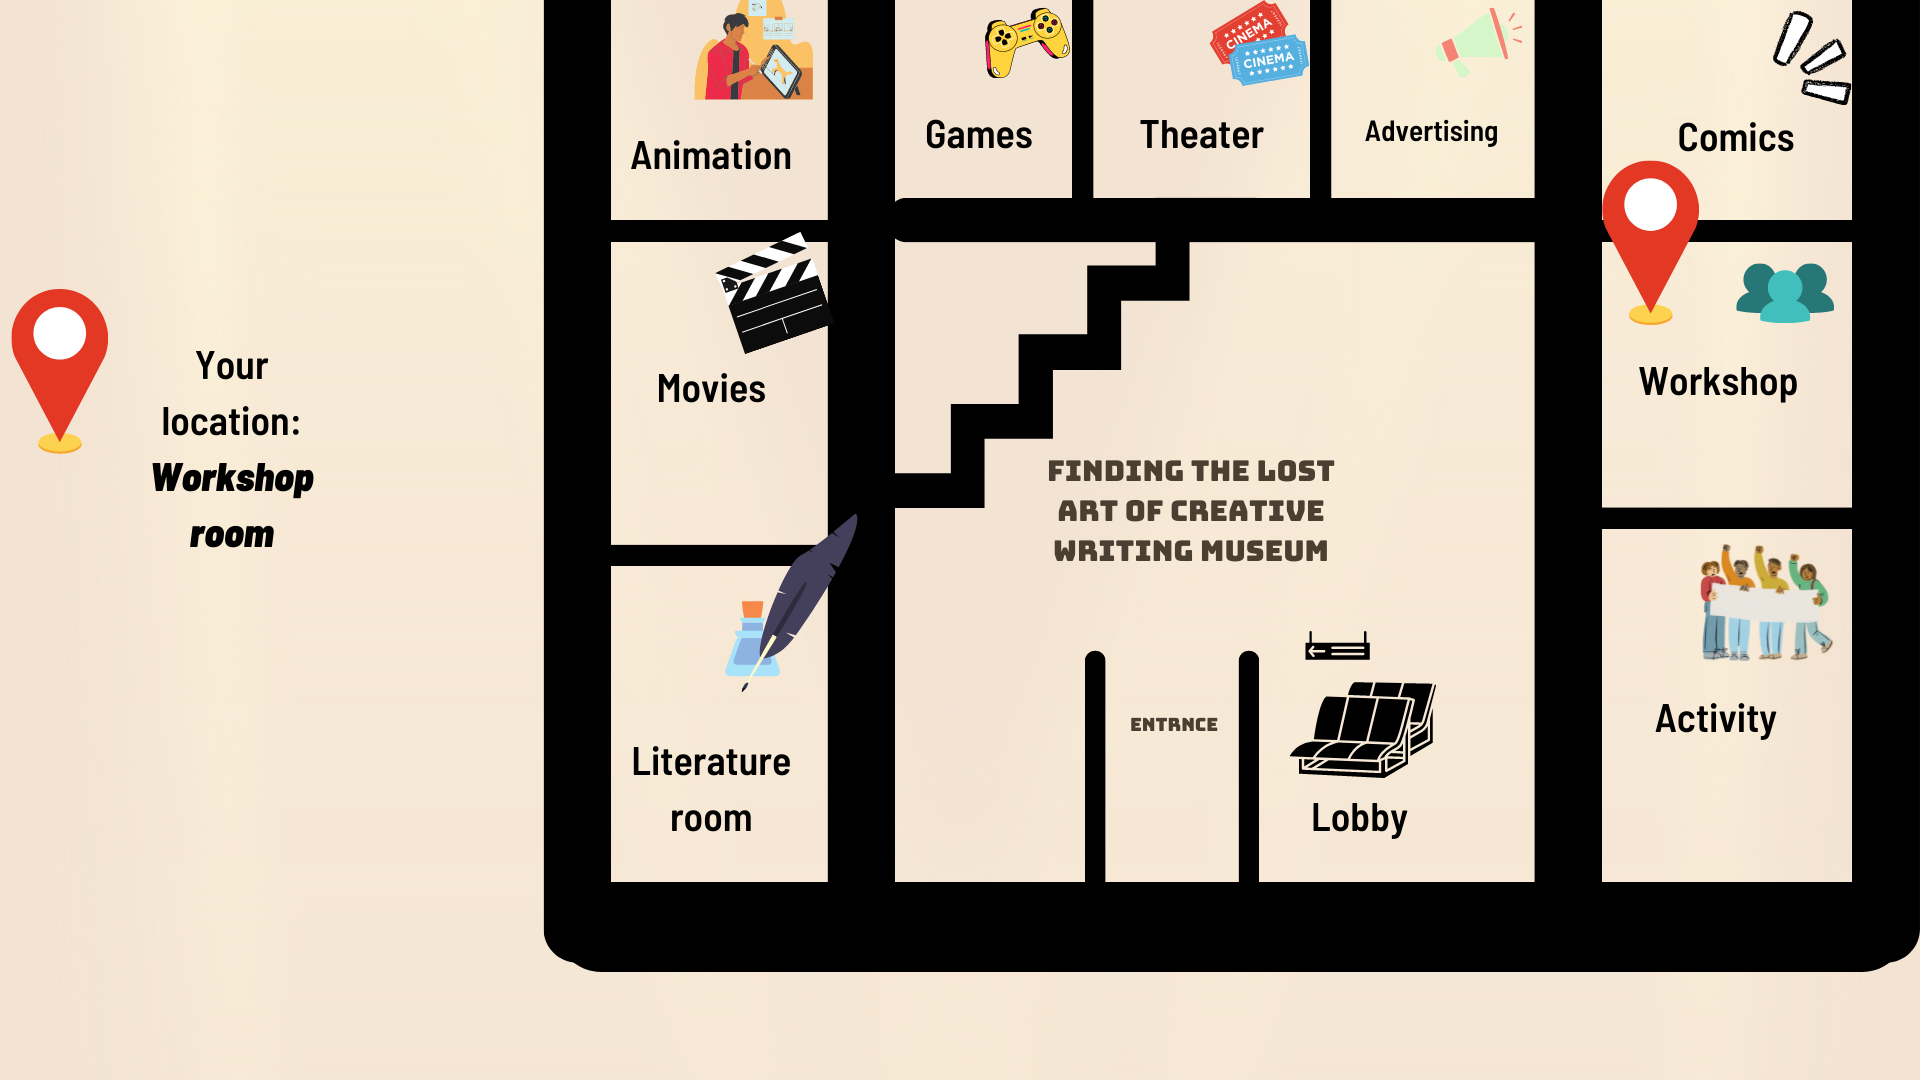 Animation
Games
Theater
Advertising
Comics
CINEMA
CINEMA
Your
location:
Workshop
room
Movies
Workshop
FINDING THE LOST
ART OF CREATIVE
WRITING MUSEUM
Literature
room
ENTRNCE
Lobby
Activity